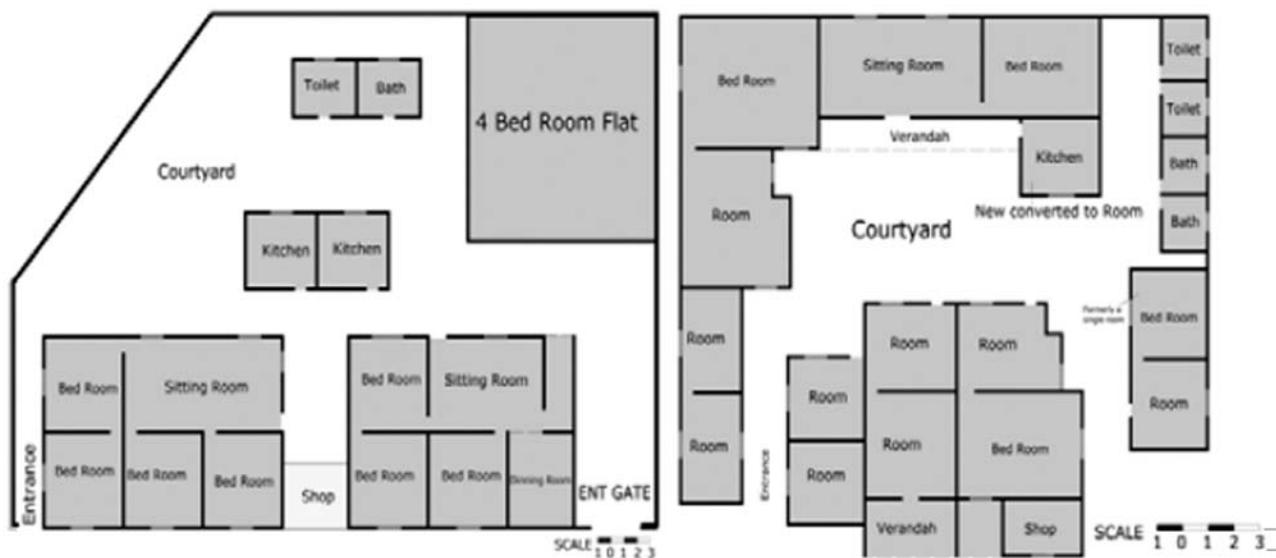 Toilet
Bath
4 Bed Room Flat
Courtyard
Kitchen
Kitchen
Bed Room
Sitting Room
Bed Room
Sitting Room
Bed Room
Bed Room
Bed Room
Bed Room
Bed Room
Dinning Room
Entrance
Shop
ENT GATE
SCALE 1 0 1 2 3
Bed Room
Sitting Room
Bed Room
Toilet
Toilet
Verandah
Kitchen
Bath
Room
New converted to Room
Bath
Courtyard
Formerly a
single room
Bed Room
Room
Room
Room
Room
Room
Room
Room
Bed Room
Room
Entrance
Verandah
Shop
SCALE
1 0 1 2 3